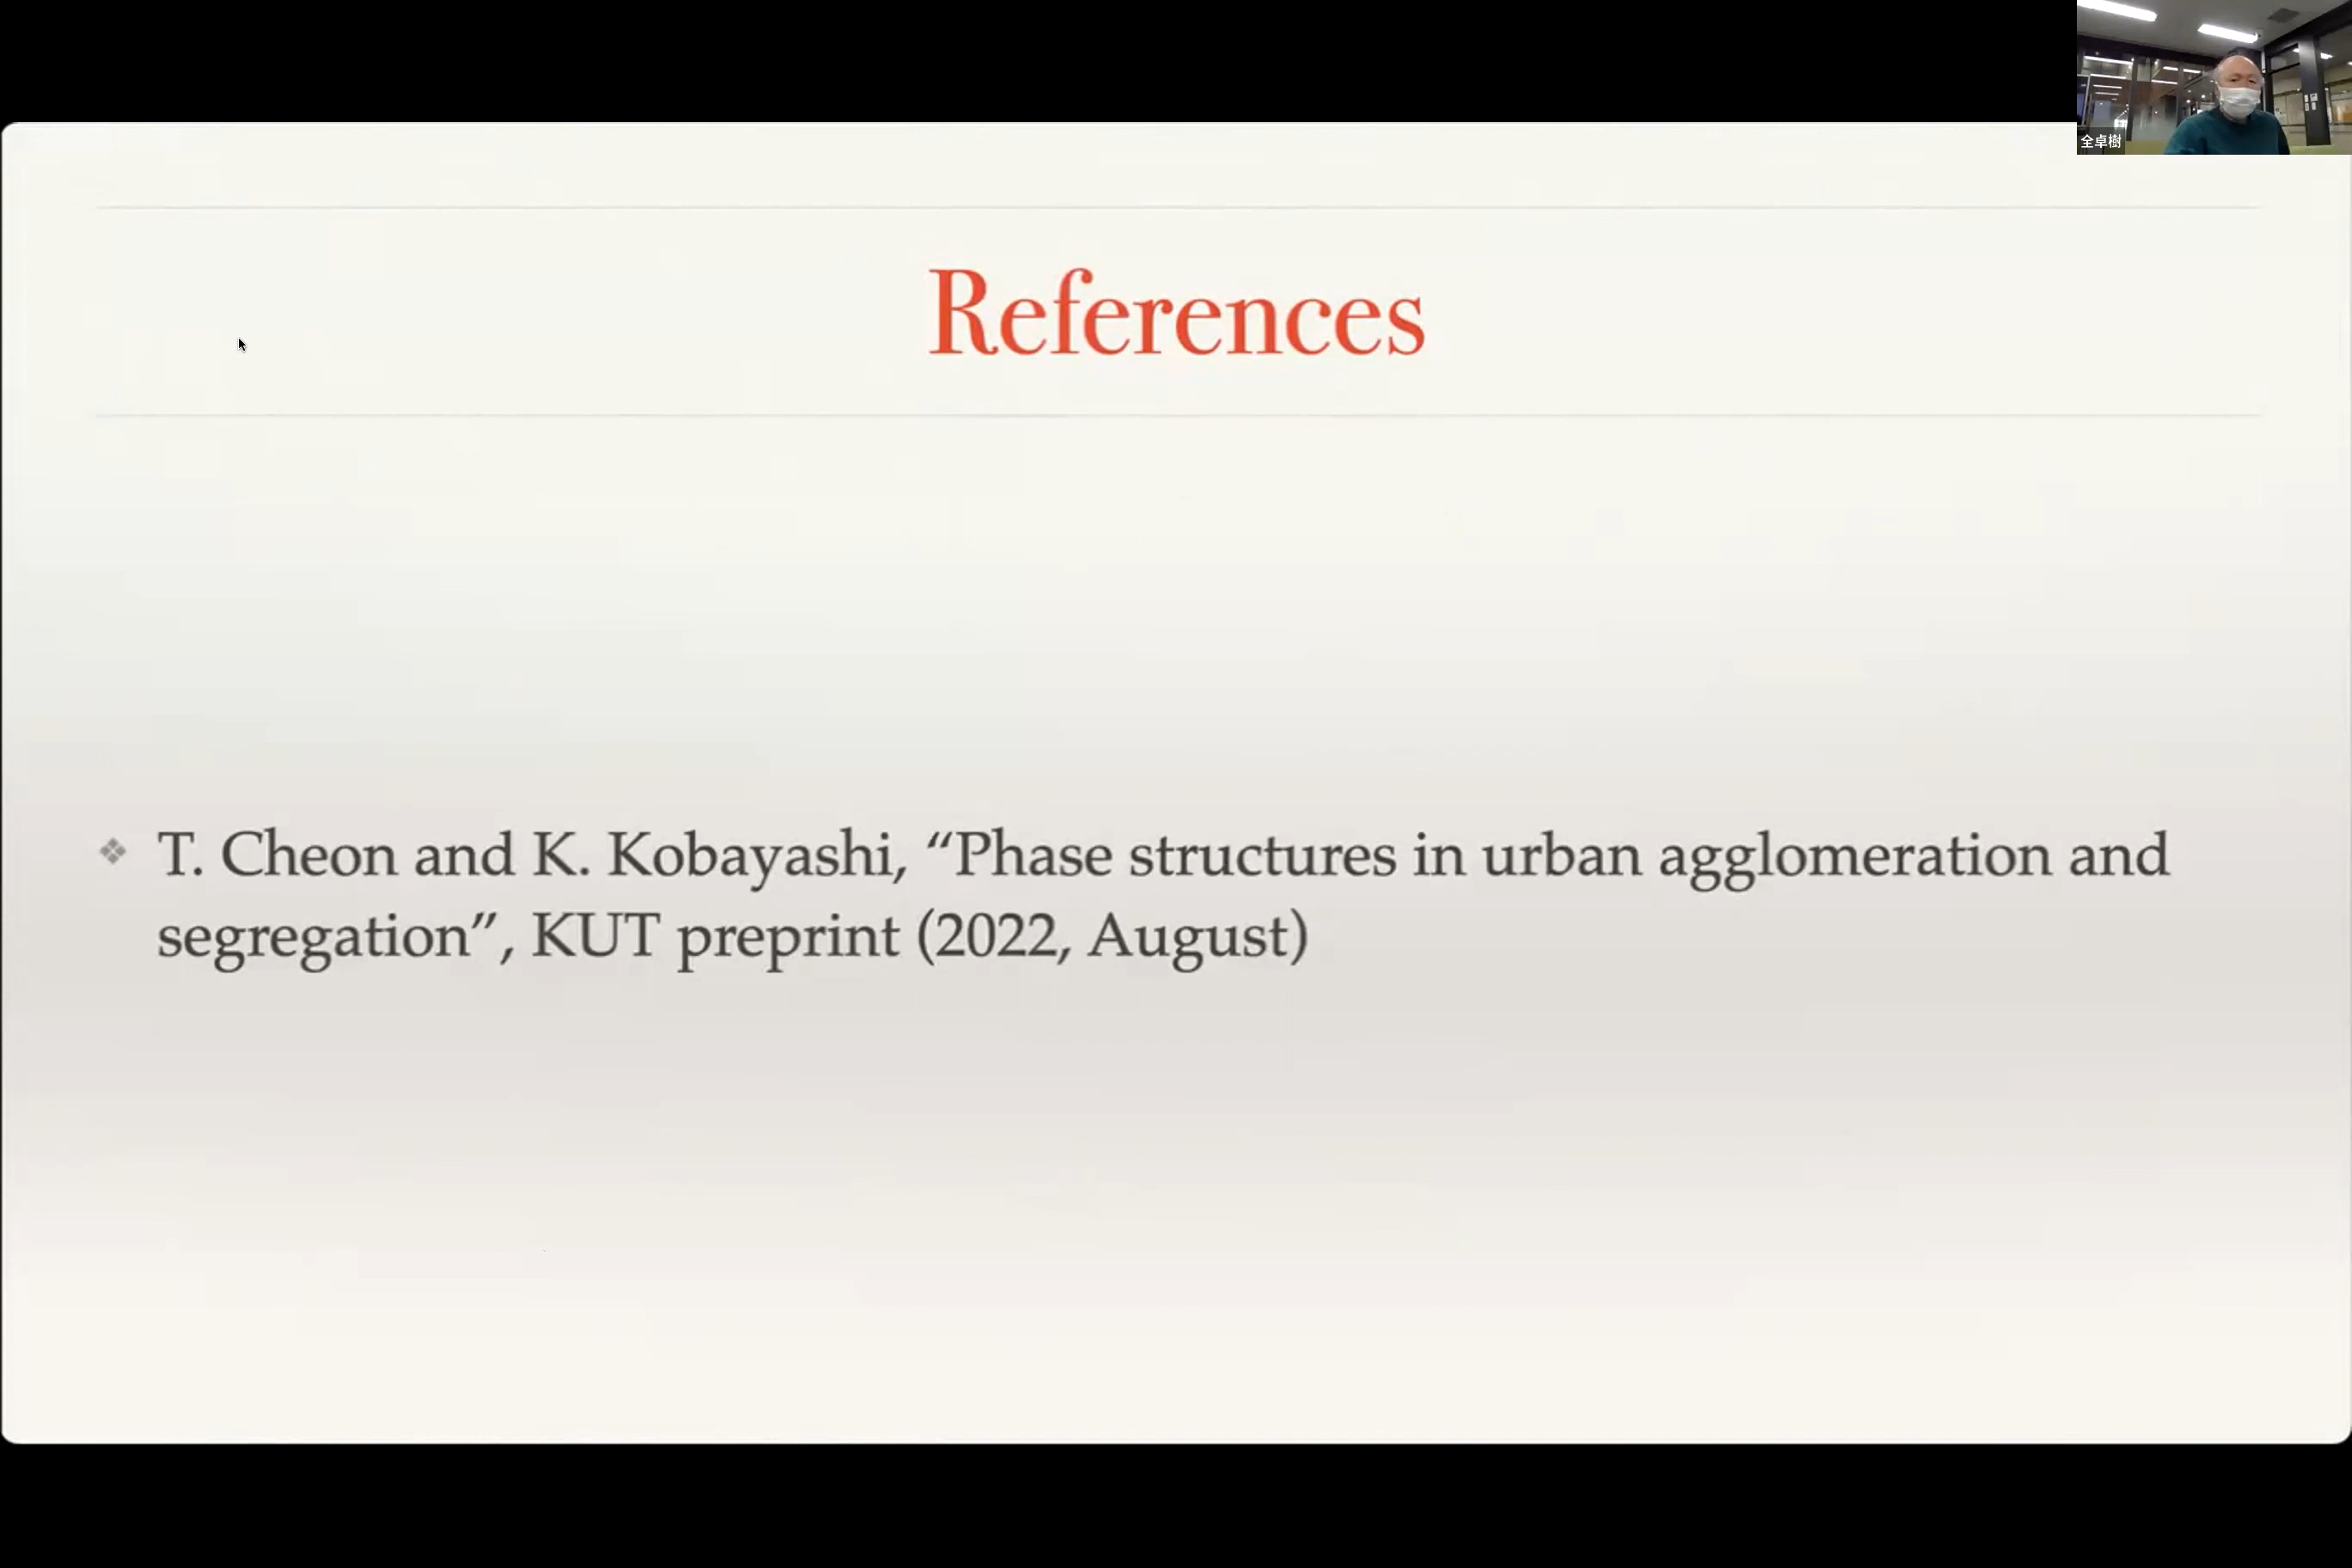 全卓樹
References
T. Cheon and K. Kobayashi, “Phase structures in urban agglomeration and
segregation”, KUT preprint (2022, August)